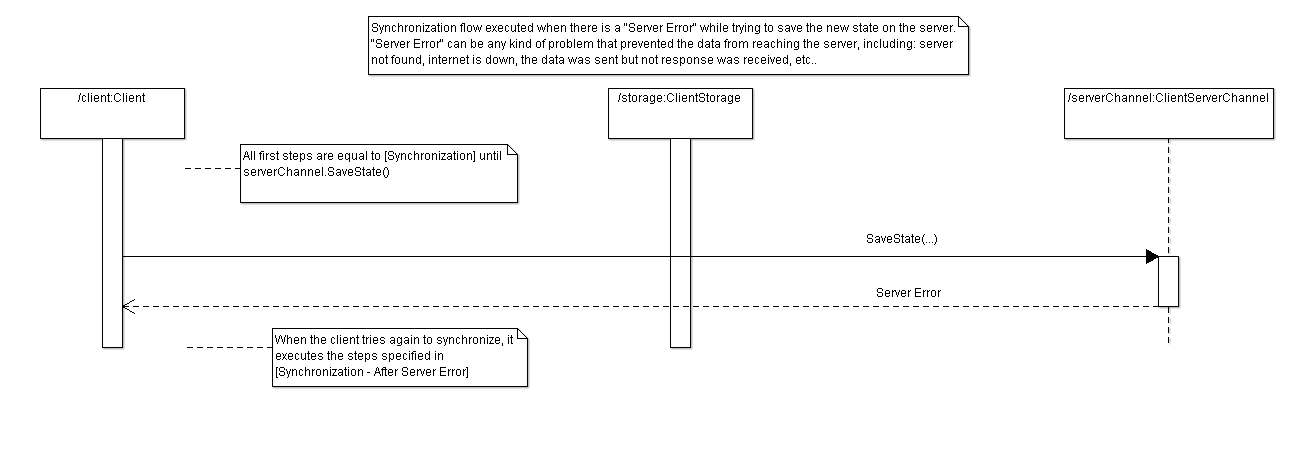 Synchronization flow executed when there is a "Server Error" while trying to save the new state on the server.
"Server Error" can be any kind of problem that prevented the data from reaching the server, including: server
not found, internet is down, the data was sent but not response was received, etc..
/client:Client
/storage:ClientStorage
/serverChannel:ClientServerChannel
All first steps are equal to [Synchronization] until
serverChannel.SaveState()
SaveState(...)
Server Error
When the client tries again to synchronize, it
executes the steps specified in
[Synchronization - After Server Error]